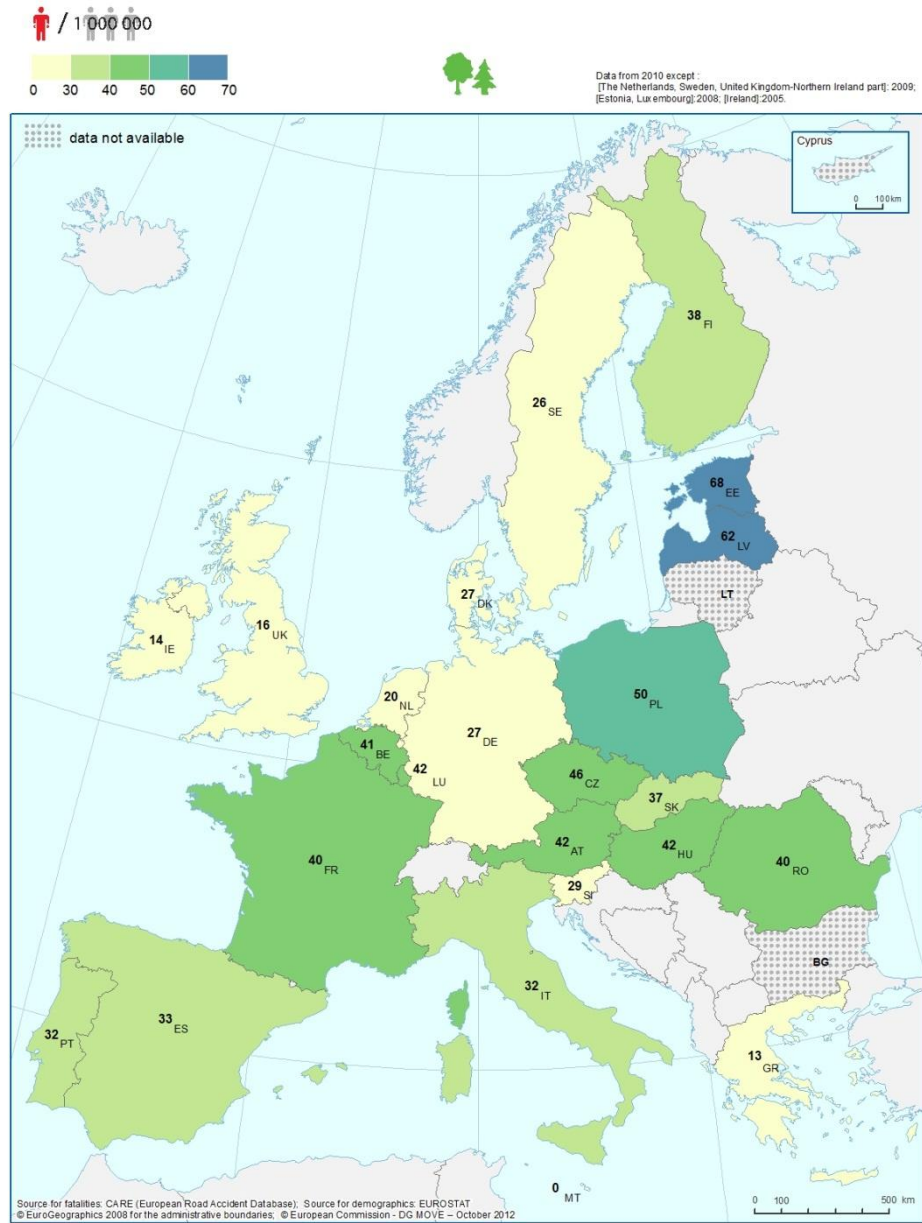 / 1 000 000
0 30 40 50 60 70
Data from 2010 except :
[The Netherlands, Sweden, United Kingdom-Northern Ireland part]: 2009;
[Estonia, Luxembourg]:2008; [Ireland]:2005.
data not available
Cyprus
0 100km
38 FI
26 SE
68 EE
62 LV
LT
27 DK
14 IE
16 UK
20 NL
50 PL
27 DE
41 BE
42 LU
46 CZ
37 SK
42 AT
42 HU
40 FR
40 RO
29 SI
BG
32 IT
33 ES
32 PT
13 GR
0 MT
Source for fatalities: CARE (European Road Accident Database); Source for demographics: EUROSTAT
© EuroGeographics 2008 for the administrative boundaries; © European Commission - DG MOVE – October 2012
0 100 500 km